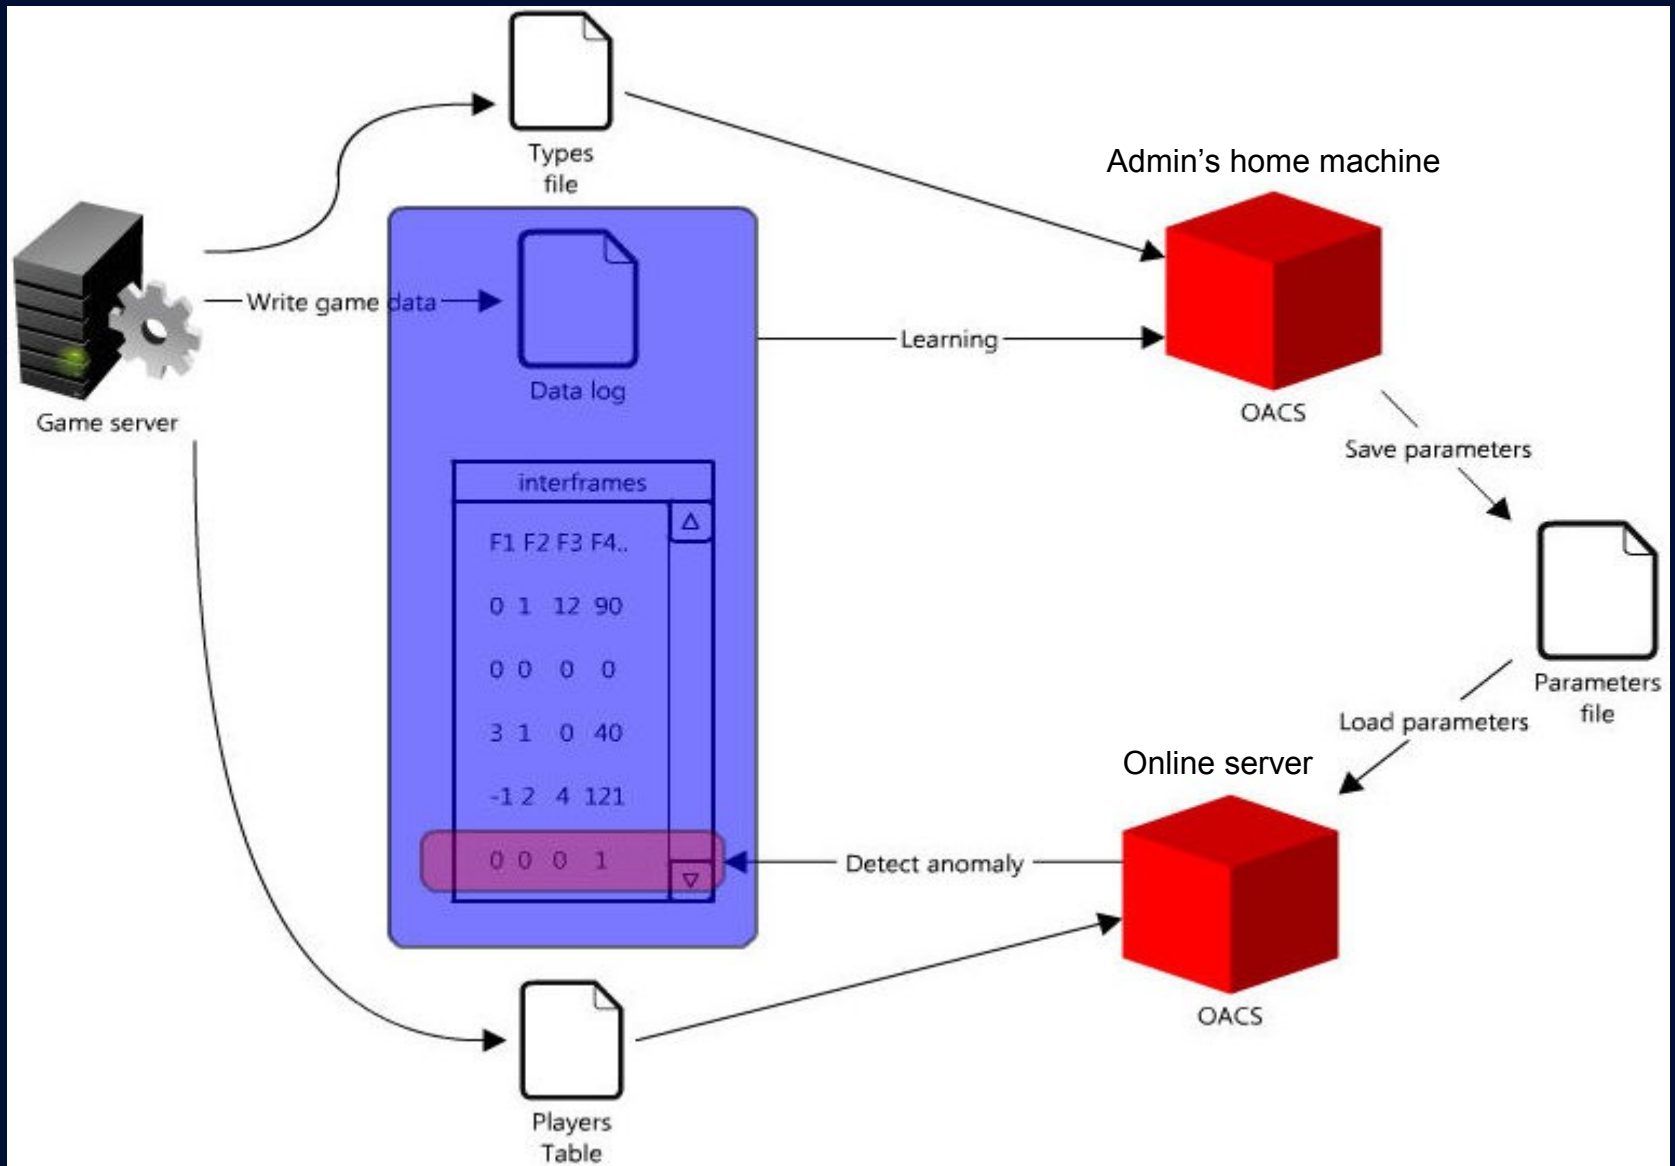 Types
file
Admin's home machine
Write game data
Learning
Data log
OACS
Game server
Save parameters
interframes
F1 F2 F3 F4..
0 1 12 90
0 0 0 0
3 1 0 40
-1 2 4 121
0 0 0 1
Parameters
file
Load parameters
Online server
Detect anomaly
OACS
Players
Table